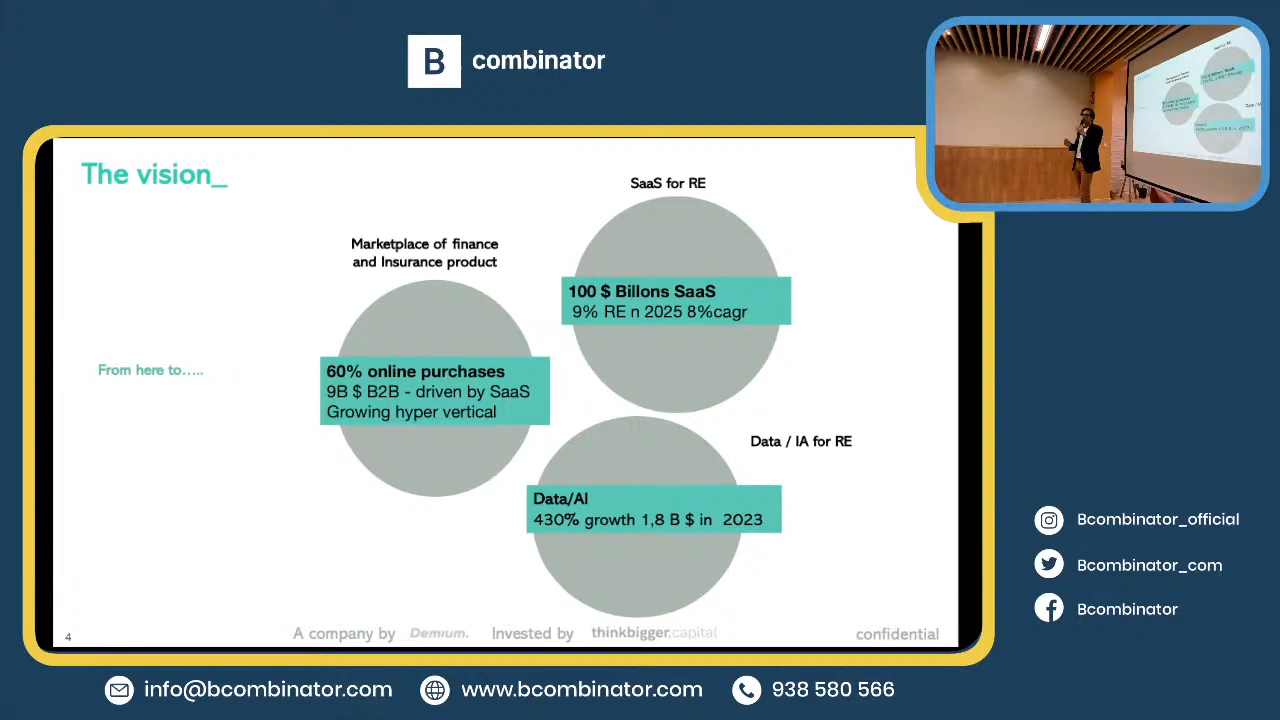 B combinator
The vision_
SaaS for RE
Marketplace of finance
and Insurance product
100 $ Billons SaaS
9% RE n 2025 8%cagr
From here to…..
60% online purchases
9B $ B2B - driven by SaaS
Growing hyper vertical
Data / IA for RE
Data/AI
430% growth 1,8 B $ in 2023
4
A company by Demium. Invested by thinkbigger.capital confidential
Bcombinator_official
Bcombinator_com
Bcombinator
info@bcombinator.com www.bcombinator.com 938 580 566